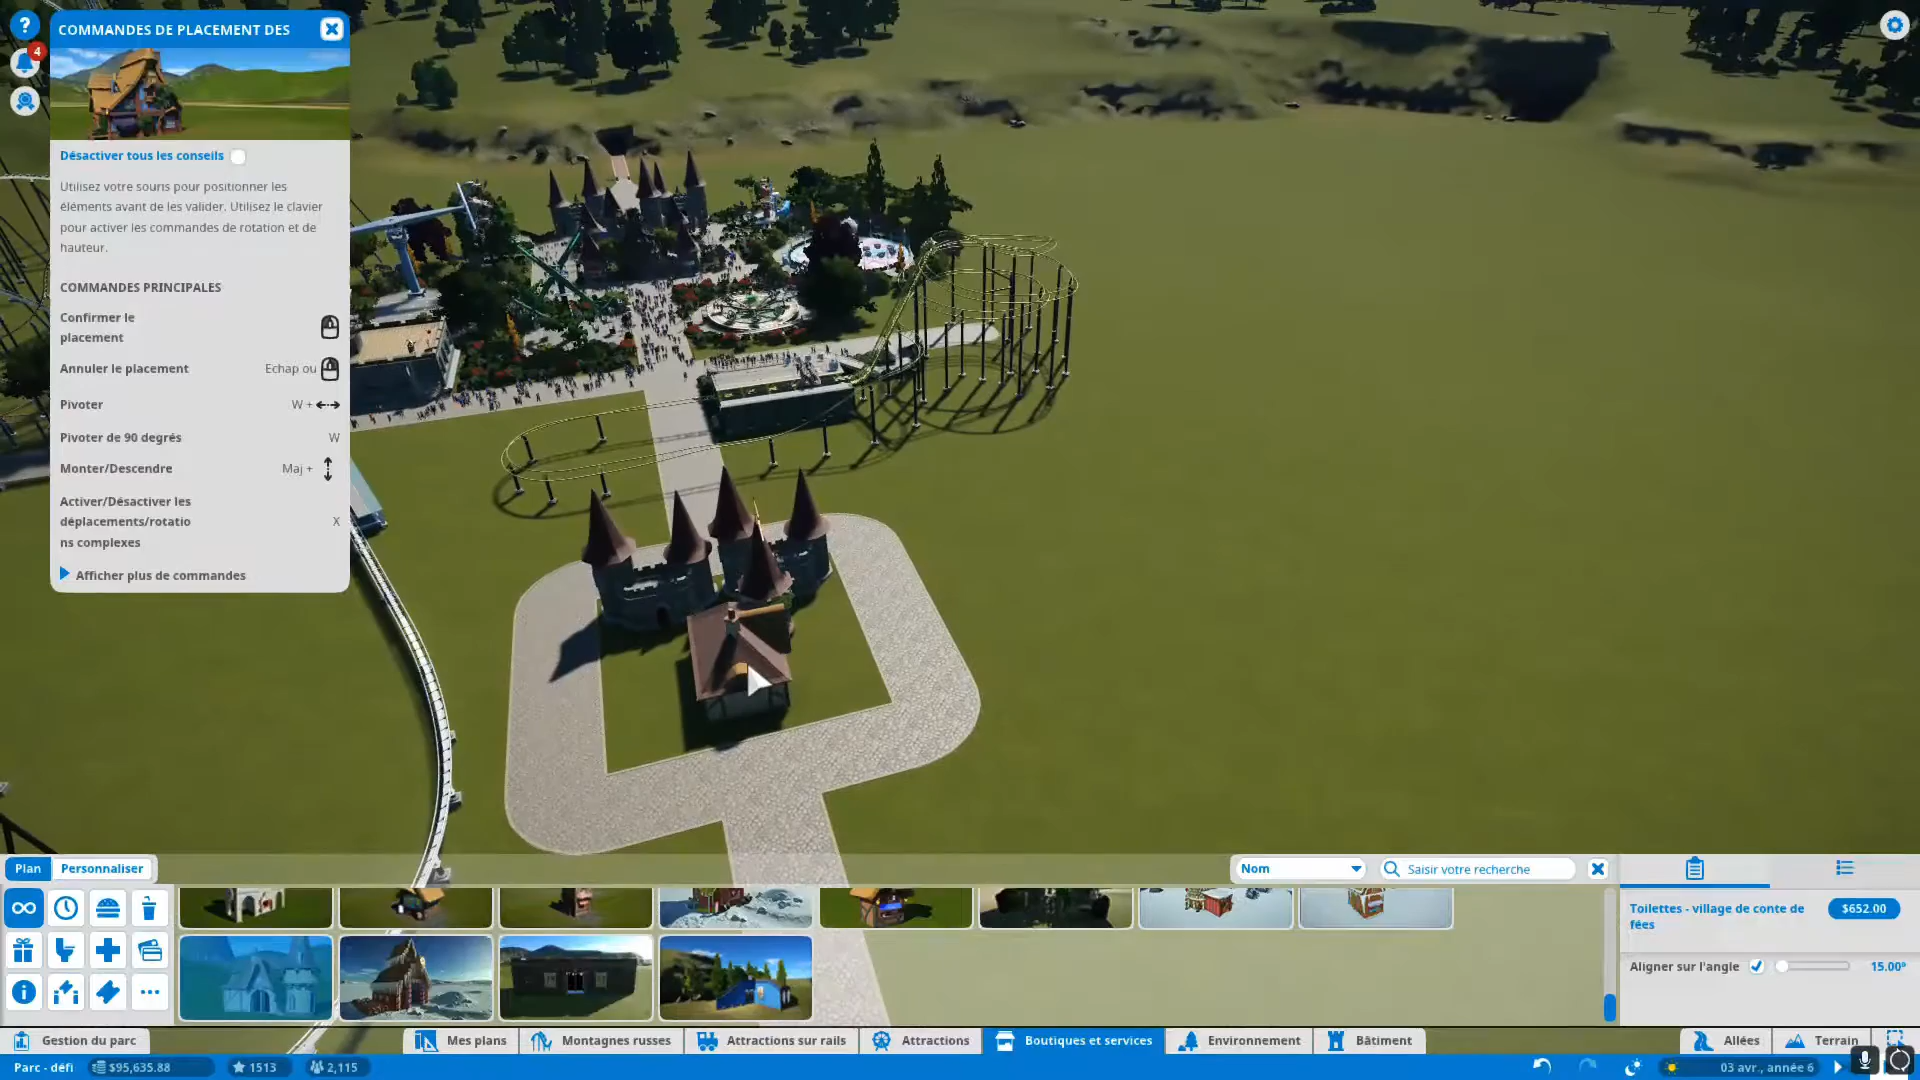 COMMANDES DE PLACEMENT DES
?
4
Désactiver tous les conseils
Utilisez votre souris pour positionner les
éléments avant de les valider. Utilisez le clavier
pour activer les commandes de rotation et de
hauteur.
COMMANDES PRINCIPALES
Confirmer le
placement
Annuler le placement Echap ou
Pivoter W +
Pivoter de 90 degrés W
Monter/Descendre Maj +
Activer/Désactiver les
déplacements/rotatio
ns complexes X
Afficher plus de commandes
Plan Personnaliser
Nom Saisir votre recherche
Toilettes - village de conte de
fées $652.00
Aligner sur l'angle 15.00°
Gestion du parc Mes plans Montagnes russes Attractions sur rails Attractions Boutiques et services Environnement Bâtiment Allées Terrain
Parc - défi $95,635.88 1513 2,115 03 avr., année 6